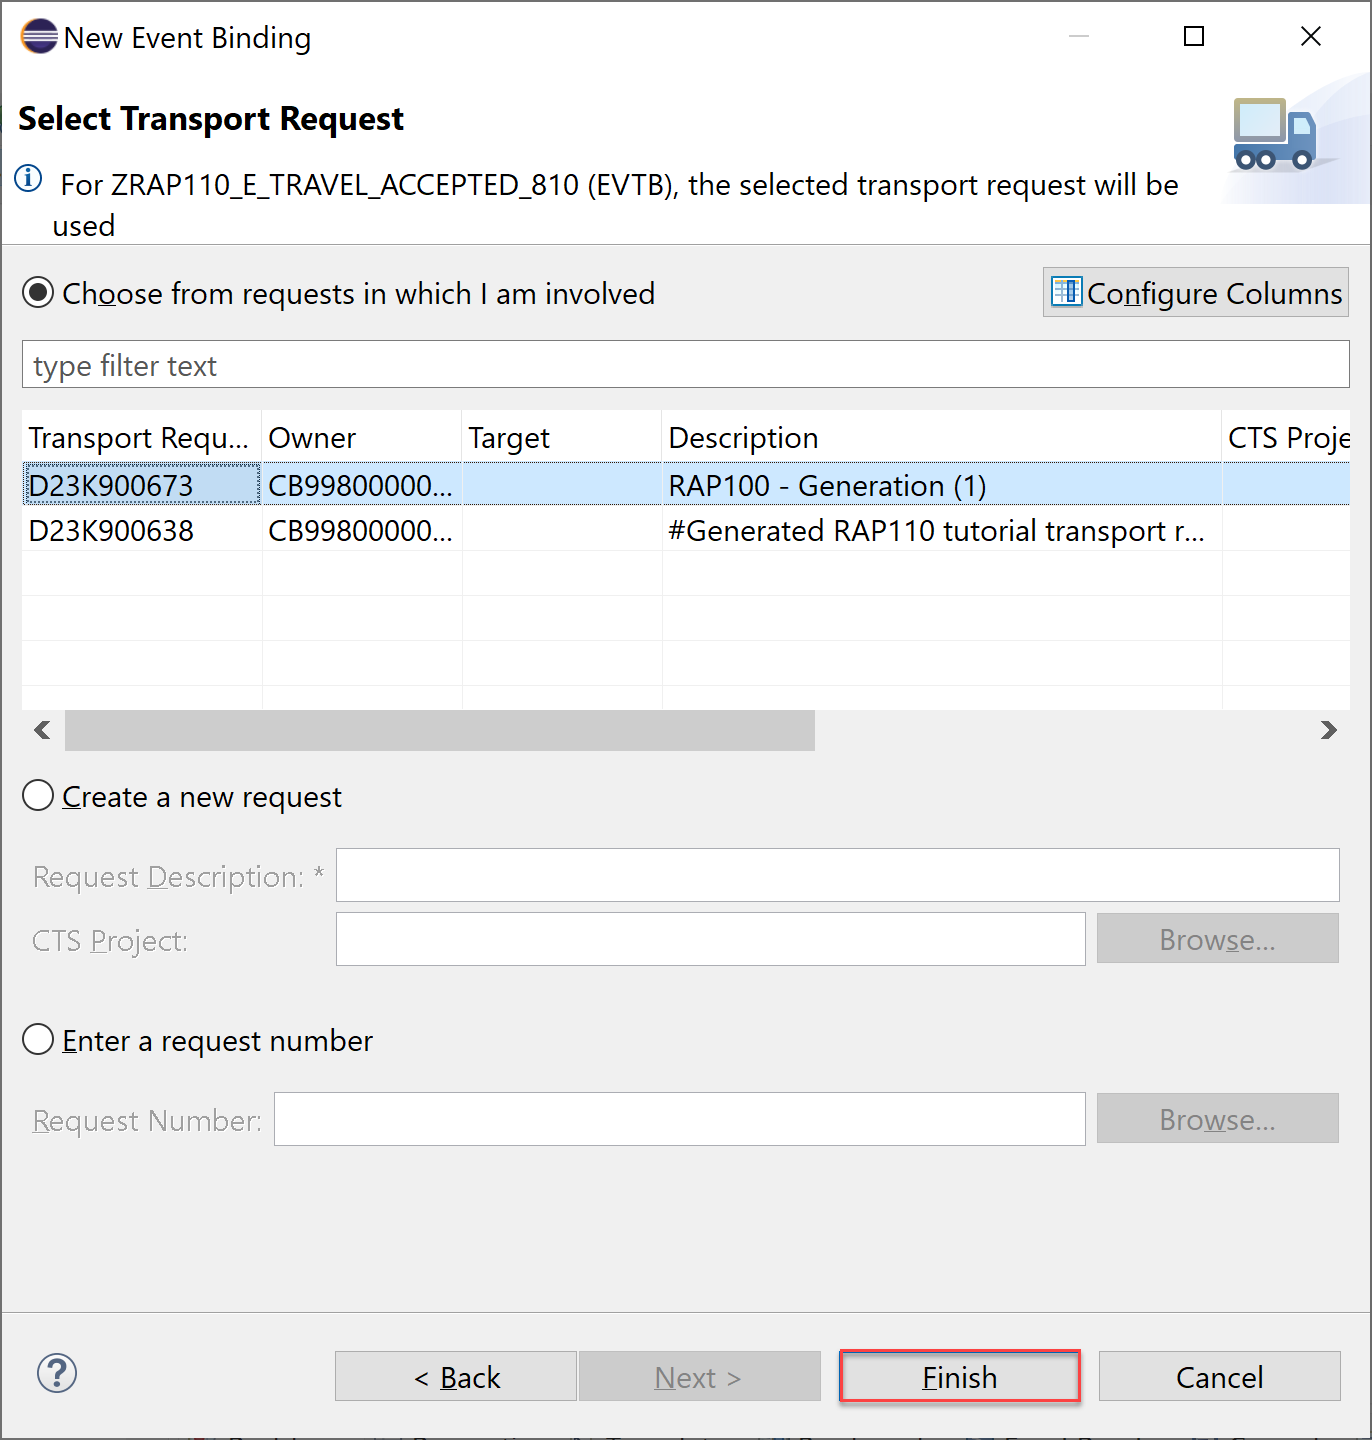 New Event Binding
Select Transport Request
For ZRAP110_E_TRAVEL_ACCEPTED_810 (EVTB), the selected transport request will be
used
Choose from requests in which I am involved
Configure Columns
type filter text
Transport Requ... Owner Target Description CTS Proje
D23K900673 CB99800000... RAP100 - Generation (1)
D23K900638 CB99800000... #Generated RAP110 tutorial transport r...
Create a new request
Request Description: *
CTS Project: Browse...
Enter a request number
Request Number: Browse...
? < Back Next > Finish Cancel